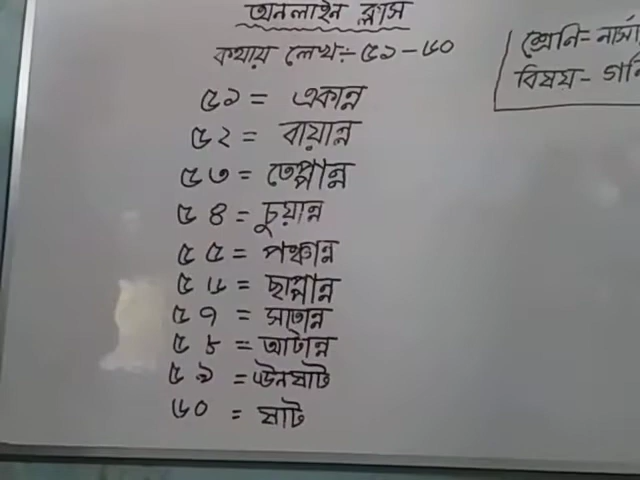 অনলাইন ক্লাস
কথায় লেখ:- ৫১-৬০
শ্রেনি= নার্সা
বিষয়- গনি
৫১ = একান্ন
৫২ = বায়ান্ন
৫৩ = তেপ্পান্ন
৫৪ = চুয়ান্ন
৫৫ = পঞ্চান্ন
৫৬ = ছাপ্পান্ন
৫৭ = সাতান্ন
৫৮ = আটান্ন
৫৯ = ঊনষাট
৬০ = ষাট